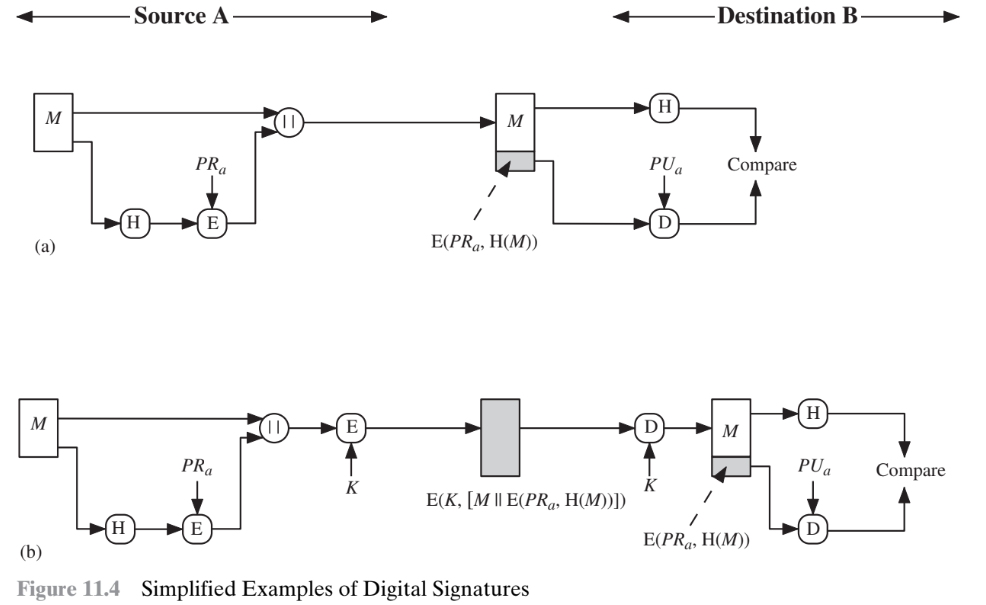 Source A
Destination B
M
||
M
H
PRa
PUa
Compare
H
E
D
E(PRa, H(M))
(a)
M
||
E
D
M
H
PRa
K
E(K, [M || E(PRa, H(M))])
K
PUa
Compare
H
E
E(PRa, H(M))
D
(b)
Figure 11.4 Simplified Examples of Digital Signatures